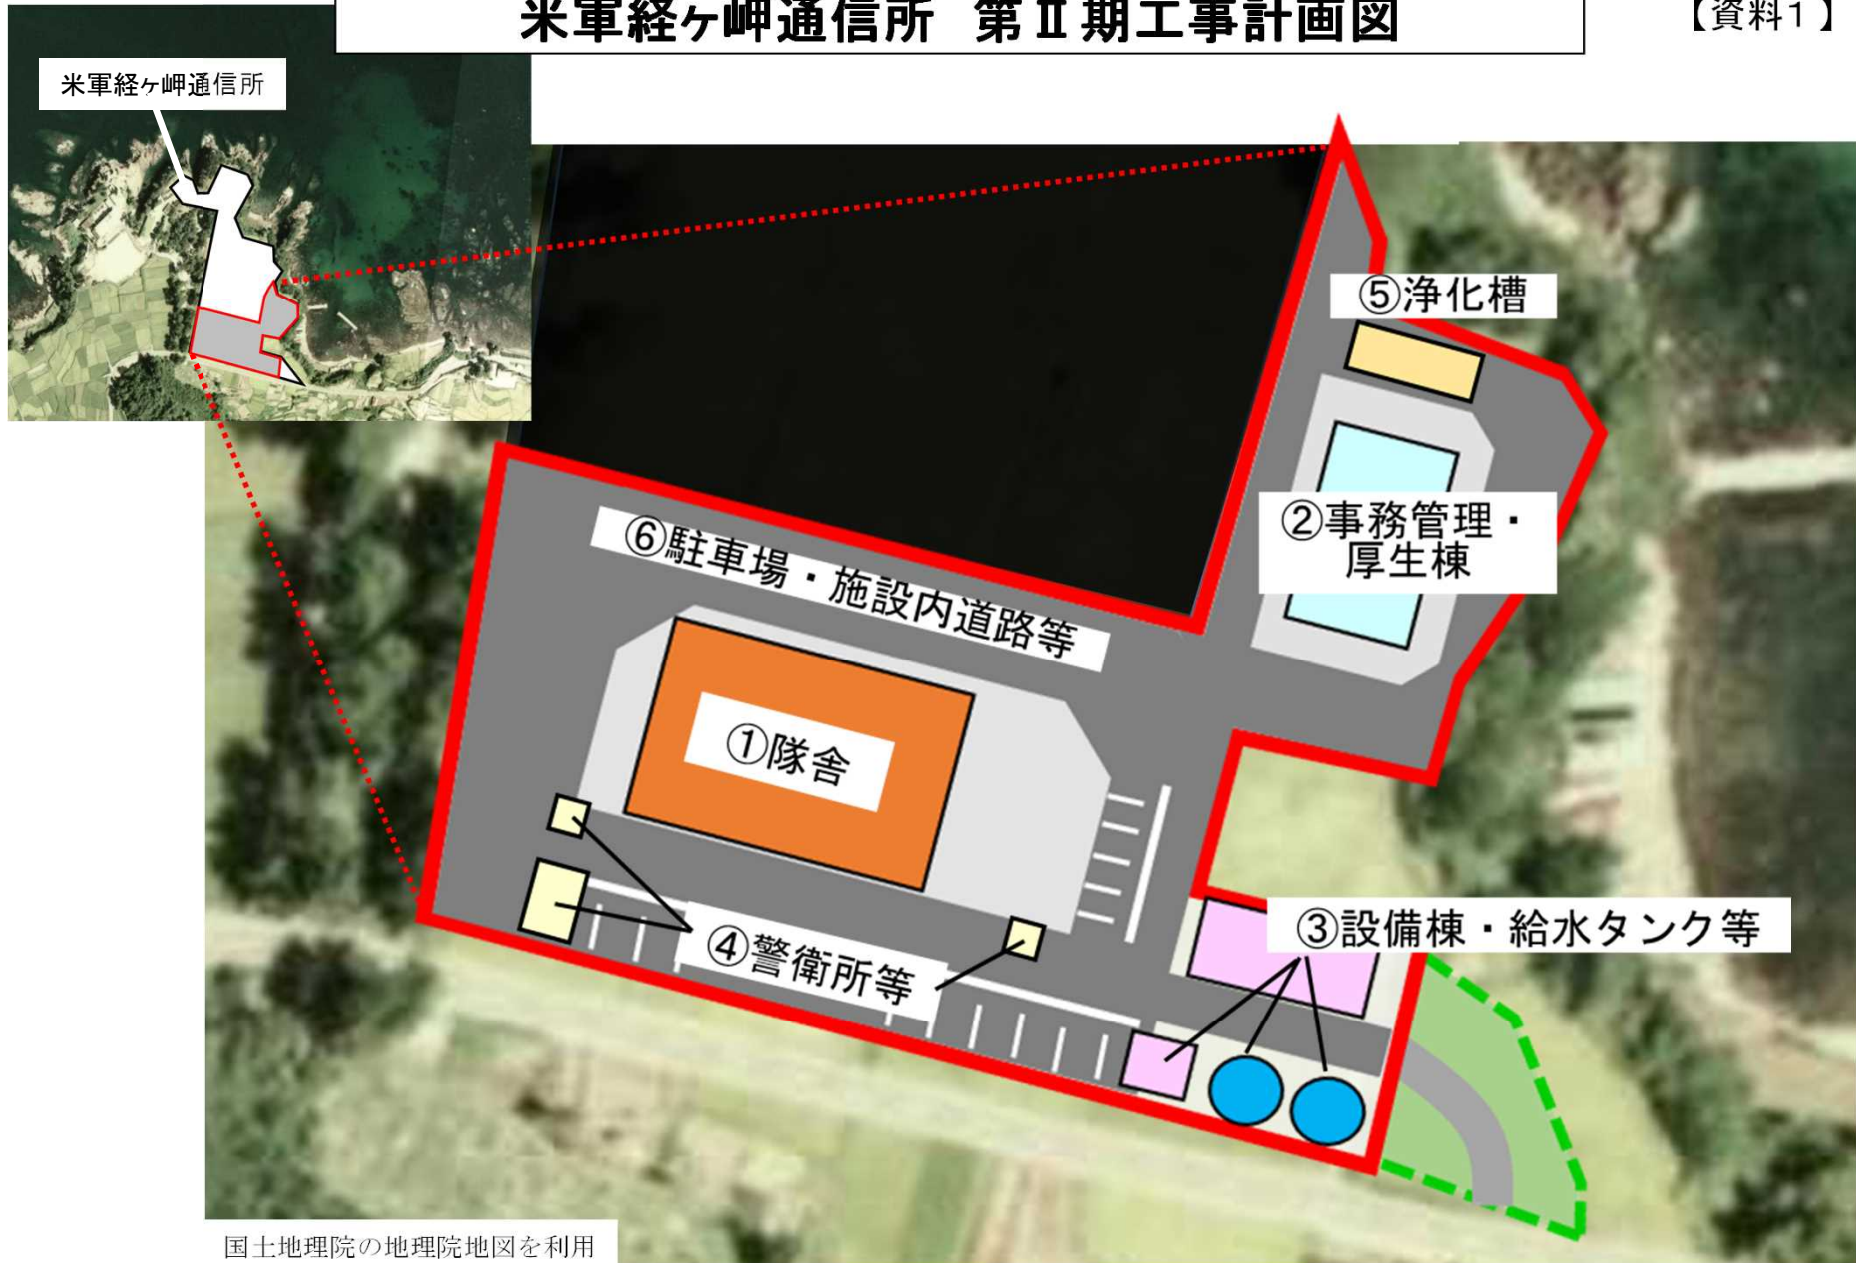 米軍経ヶ岬通信所 第Ⅱ期工事計画図
【資料1】
米軍経ヶ岬通信所
⑤浄化槽
②事務管理・
厚生棟
⑥駐車場・施設内道路等
①隊舎
③設備棟・給水タンク等
④警衛所等
国土地理院の地理院地図を利用